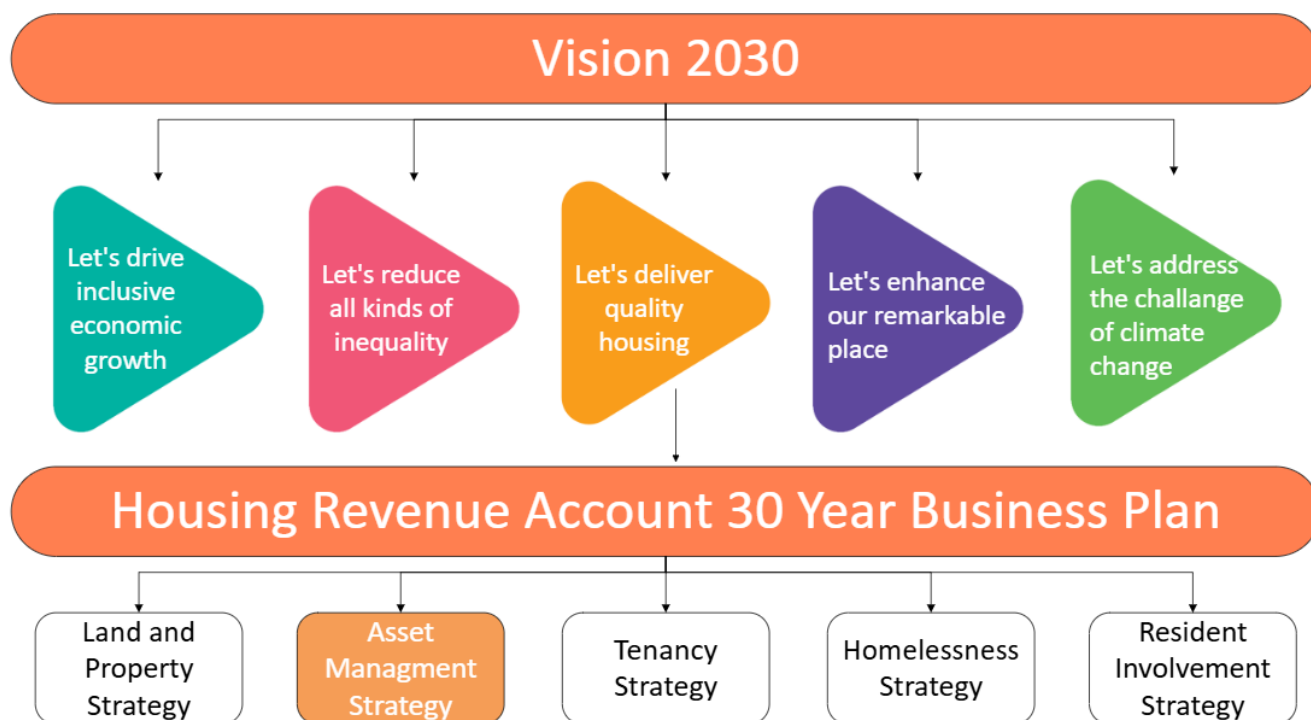 Vision 2030
Let's drive
inclusive
economic
growth
Let's reduce
all kinds of
inequality
Let's deliver
quality
housing
Let's enhance
our remarkable
place
Let's address
the challange
of climate
change
Housing Revenue Account 30 Year Business Plan
Land and
Property
Strategy
Asset
Managment
Strategy
Tenancy
Strategy
Homelessness
Strategy
Resident
Involvement
Strategy